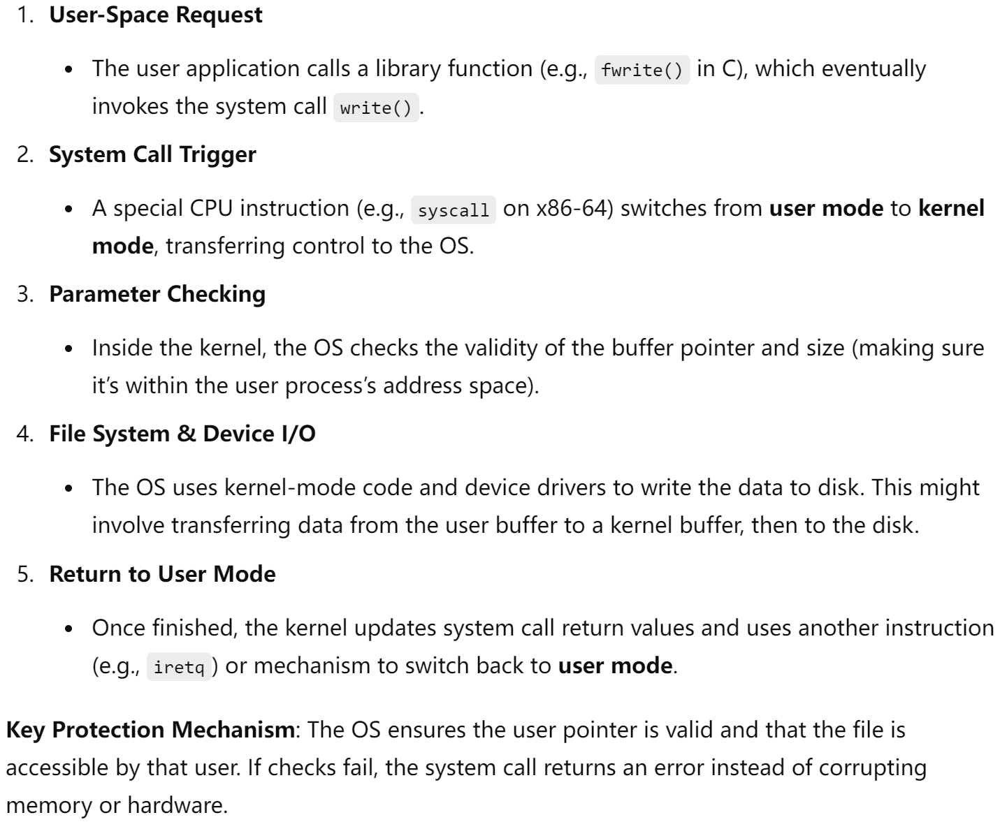 1. User-Space Request
• The user application calls a library function (e.g., fwrite() in C), which eventually
invokes the system call write() .
2. System Call Trigger
• A special CPU instruction (e.g., syscall on x86-64) switches from user mode to kernel
mode, transferring control to the OS.
3. Parameter Checking
• Inside the kernel, the OS checks the validity of the buffer pointer and size (making sure
it’s within the user process’s address space).
4. File System & Device I/O
• The OS uses kernel-mode code and device drivers to write the data to disk. This might
involve transferring data from the user buffer to a kernel buffer, then to the disk.
5. Return to User Mode
• Once finished, the kernel updates system call return values and uses another instruction
(e.g., iretq ) or mechanism to switch back to user mode.
Key Protection Mechanism: The OS ensures the user pointer is valid and that the file is
accessible by that user. If checks fail, the system call returns an error instead of corrupting
memory or hardware.